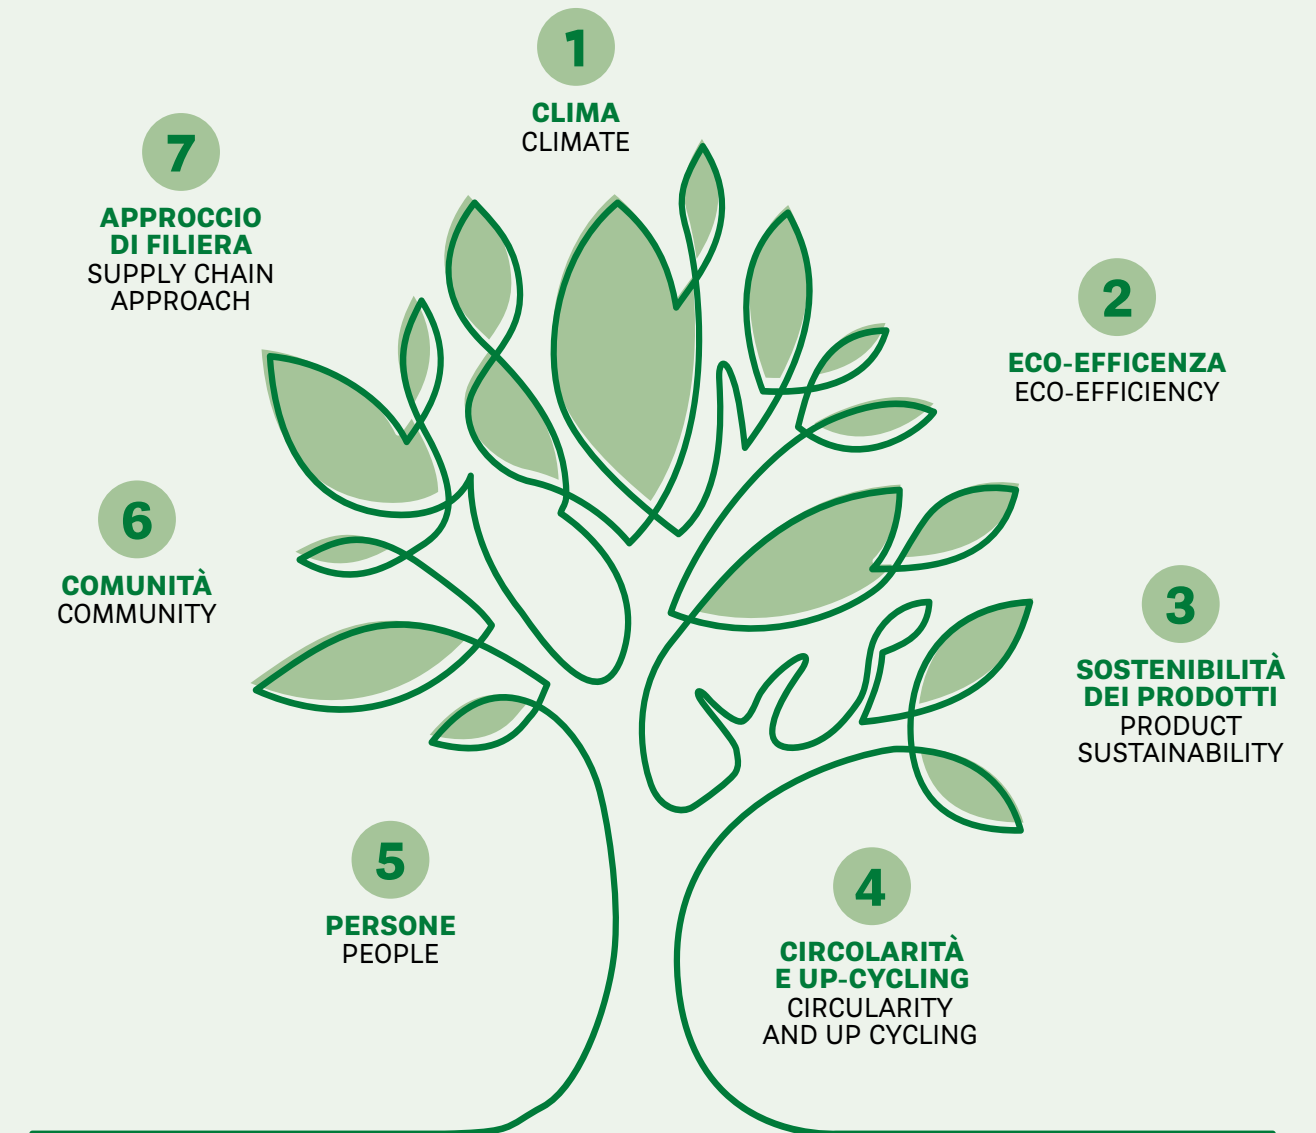 1
CLIMA
CLIMATE
2
ECO-EFFICENZA
ECO-EFFICIENCY
3
SOSTENIBILITÀ
DEI PRODOTTI
PRODUCT
SUSTAINABILITY
4
CIRCOLARITÀ
E UP-CYCLING
CIRCULARITY
AND UP CYCLING
5
PERSONE
PEOPLE
6
COMUNITÀ
COMMUNITY
7
APPROCCIO
DI FILIERA
SUPPLY CHAIN
APPROACH